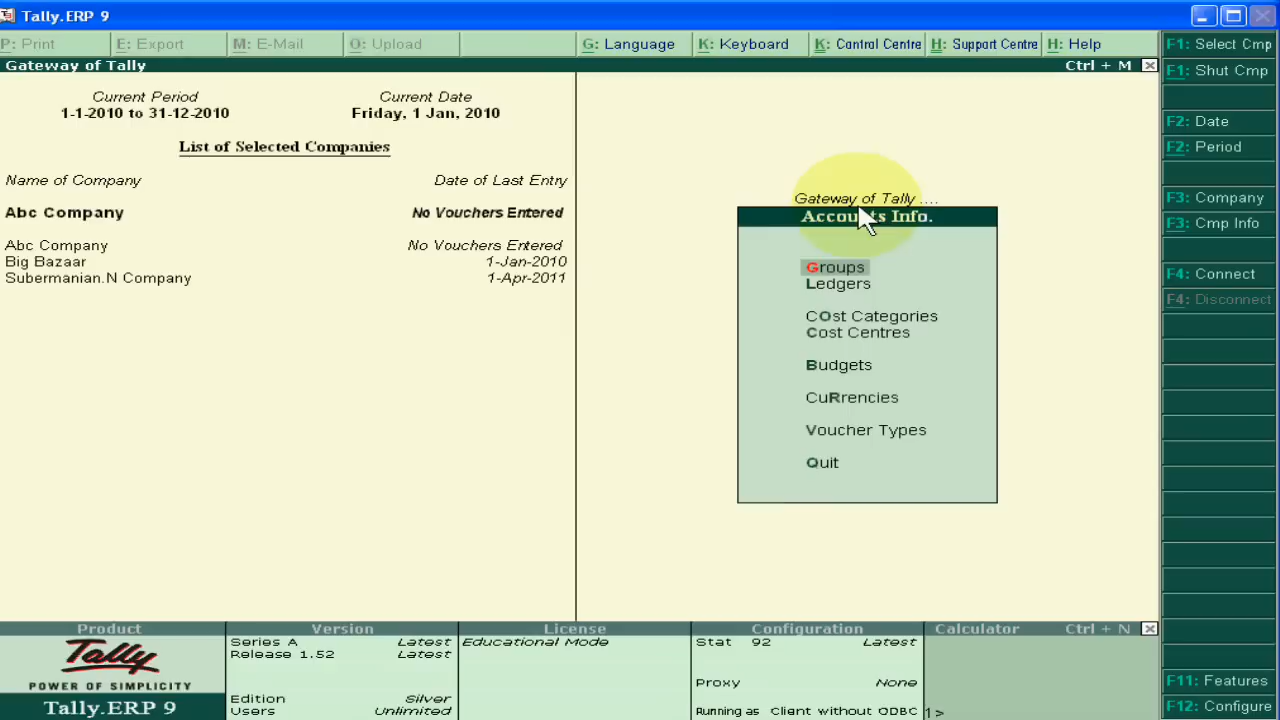 Tally.ERP 9
P: Print
E: Export
M: E-Mail
O: Upload
G: Language
K: Keyboard
K: Control Centre
H: Support Centre
H: Help
Gateway of Tally
Ctrl + M
Current Period
1-1-2010 to 31-12-2010
Current Date
Friday, 1 Jan, 2010
List of Selected Companies
Name of Company
Date of Last Entry
Abc Company
No Vouchers Entered
Abc Company
No Vouchers Entered
Big Bazaar
1-Jan-2010
Subermanian.N Company
1-Apr-2011
Gateway of Tally ....
Accounts Info.
Groups
Ledgers
COst Categories
Cost Centres
Budgets
CuRrencies
Voucher Types
Quit
F1: Select Cmp
F1: Shut Cmp
F2: Date
F2: Period
F3: Company
F3: Cmp Info
F4: Connect
F4: Disconnect
F11: Features
F12: Configure
Product
Tally
POWER OF SIMPLICITY
Tally.ERP 9
Version
Series A
Latest
Release 1.52
Latest
Edition
Silver
Users
Unlimited
License
Educational Mode
Configuration
Stat 92
Latest
Proxy
None
Running as Client without ODBC
Calculator
Ctrl + N
1>